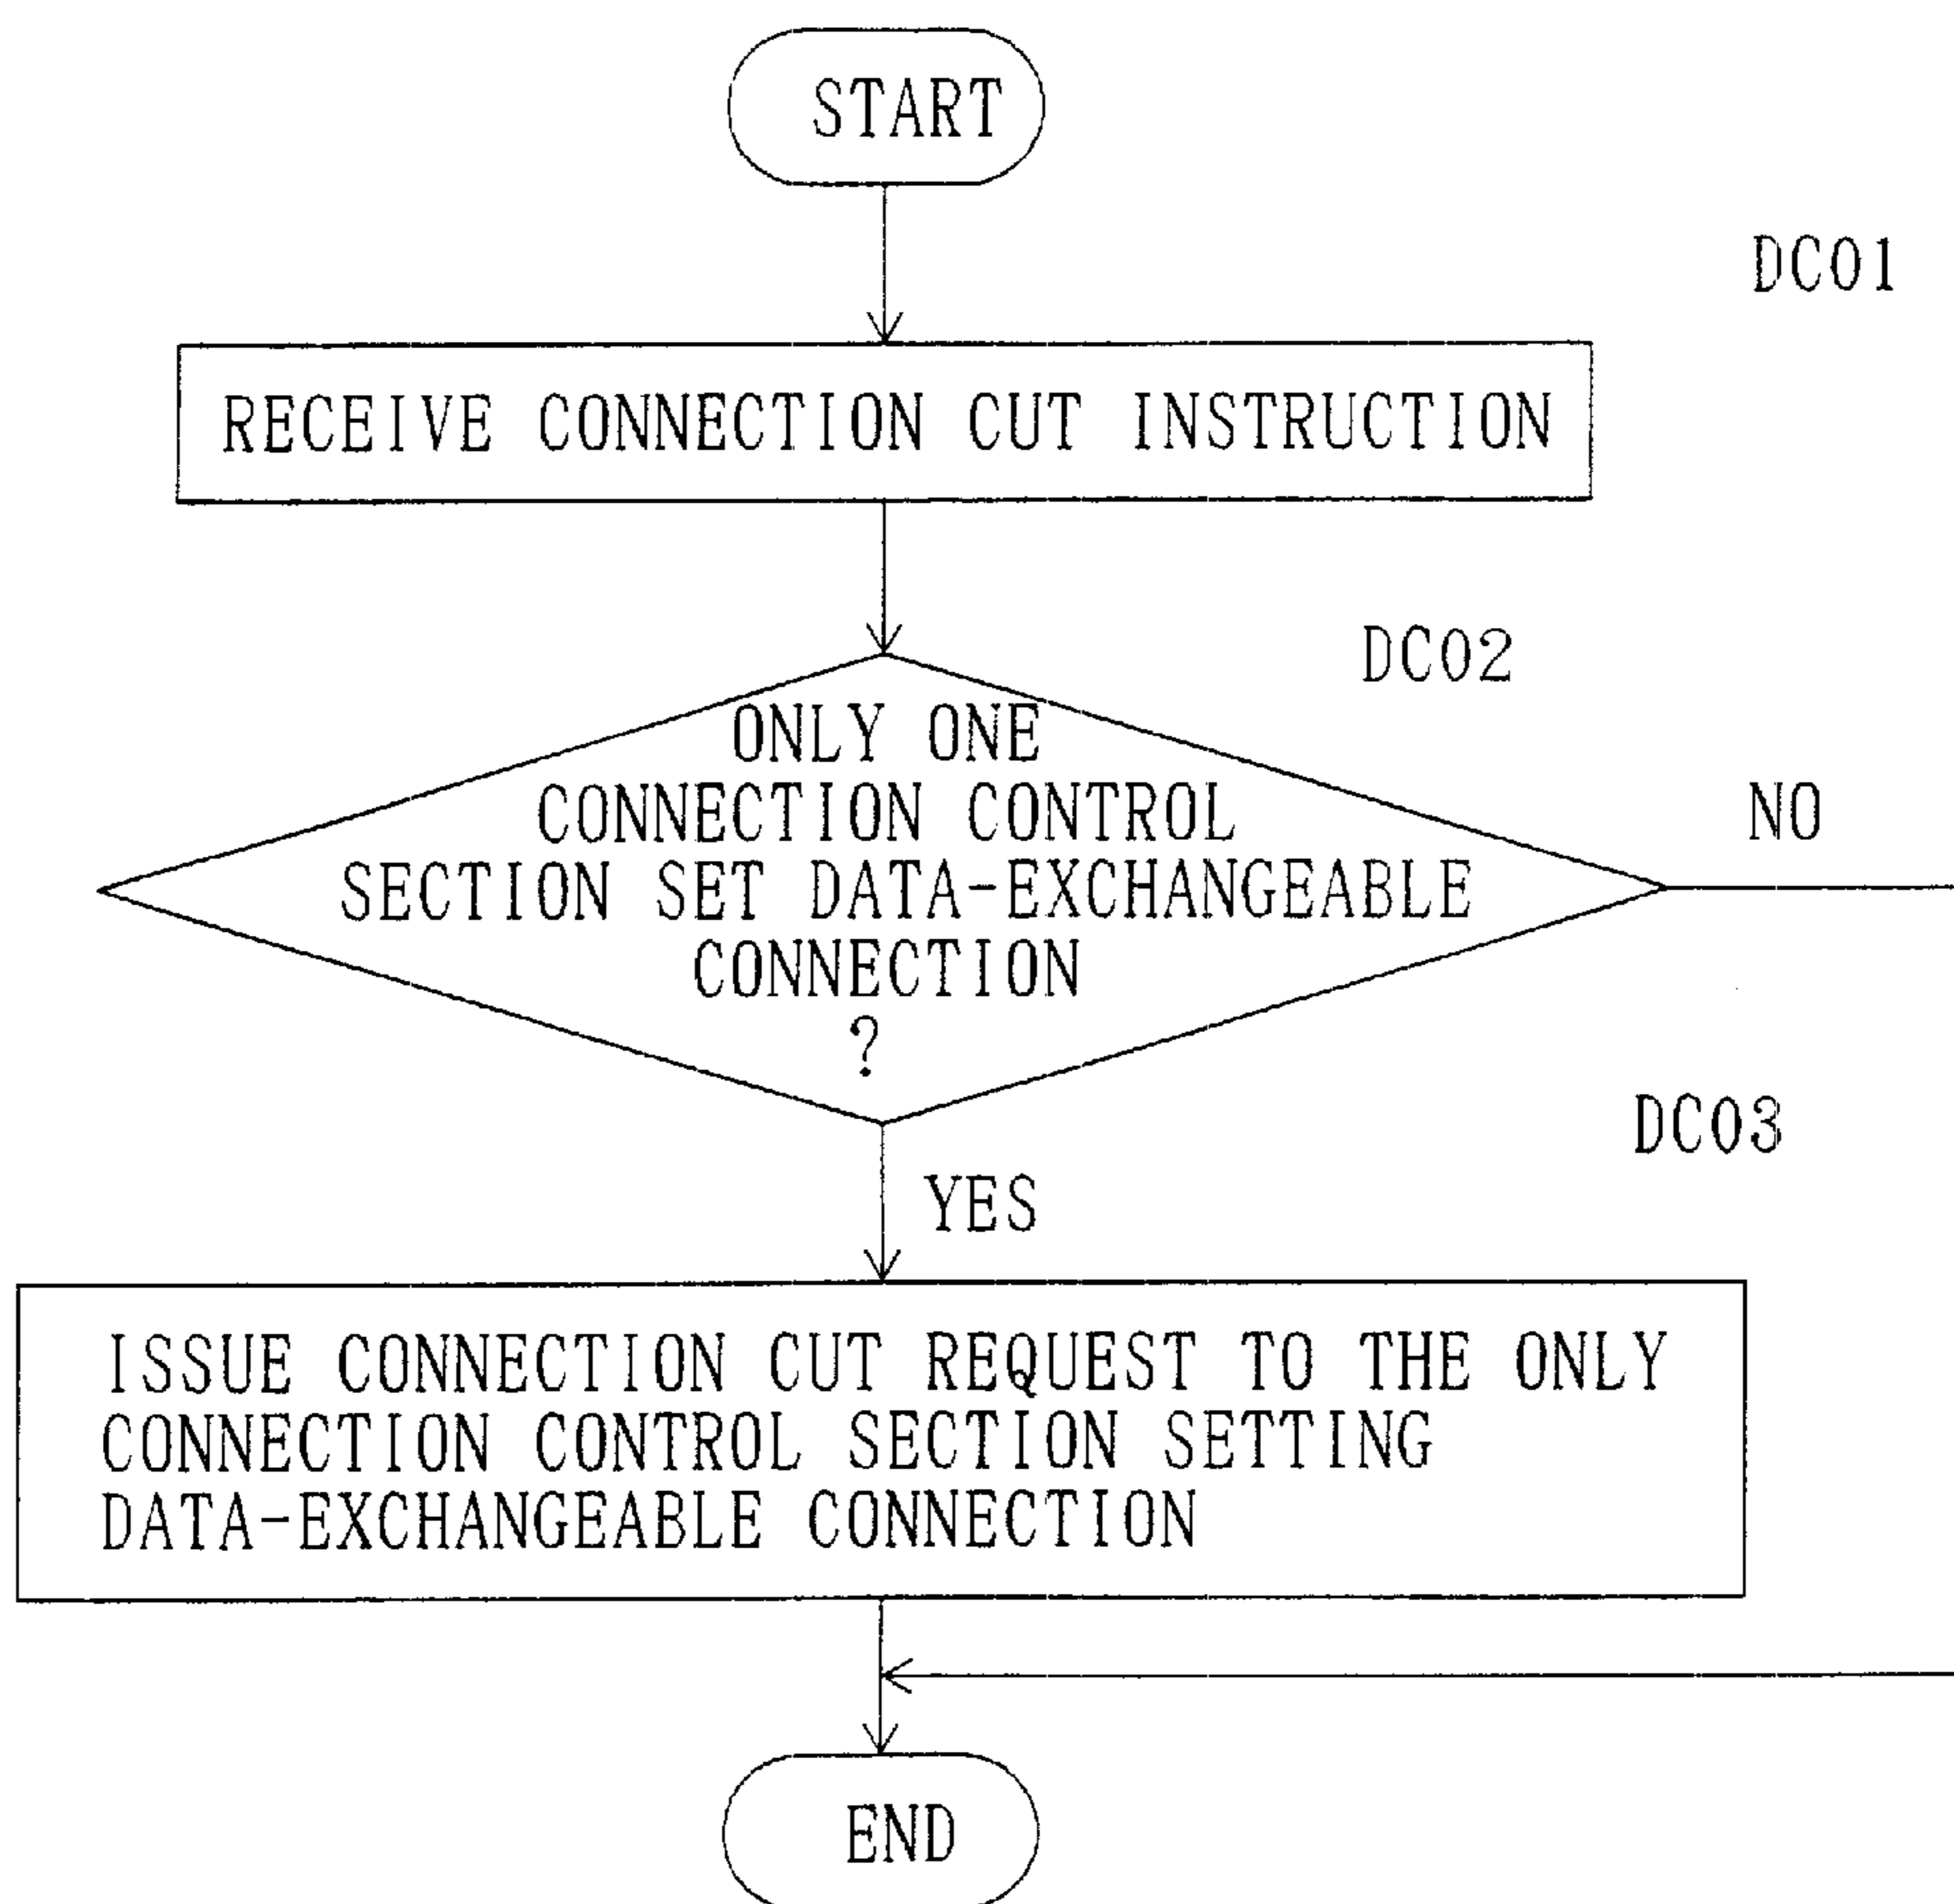 START
DC01
RECEIVE CONNECTION CUT INSTRUCTION
DC02
ONLY ONE
CONNECTION CONTROL
SECTION SET DATA-EXCHANGEABLE
CONNECTION
?
NO
DC03
YES
ISSUE CONNECTION CUT REQUEST TO THE ONLY
CONNECTION CONTROL SECTION SETTING
DATA-EXCHANGEABLE CONNECTION
END